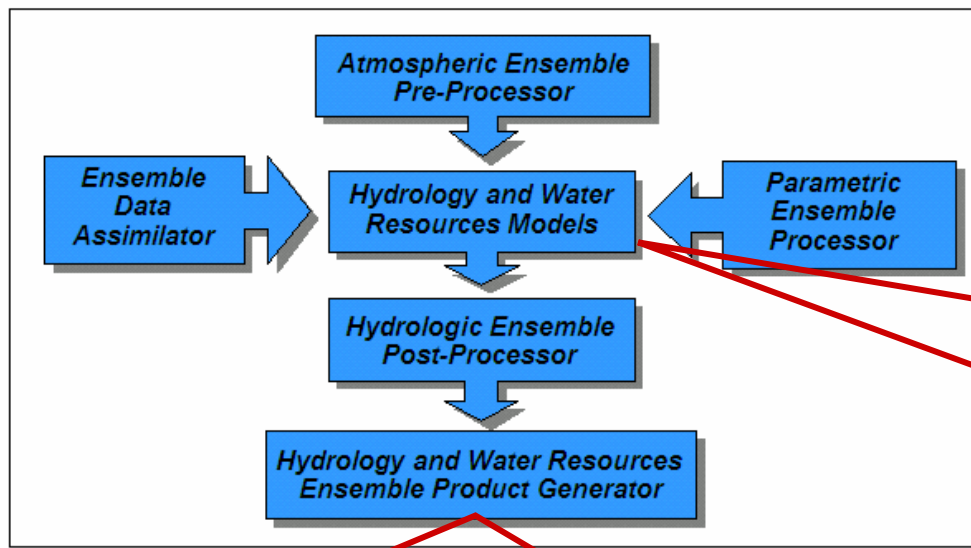 Atmospheric Ensemble
Pre-Processor
Ensemble
Data
Assimilator
Hydrology and Water
Resources Models
Parametric
Ensemble
Processor
Hydrologic Ensemble
Post-Processor
Hydrology and Water Resources
Ensemble Product Generator